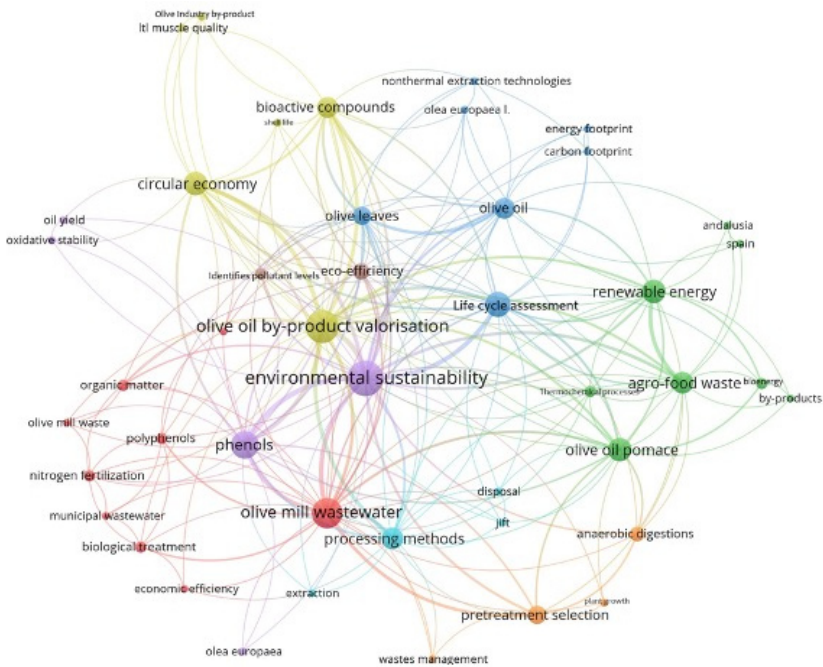 Olive Industry by-product
ltl muscle quality
nonthermal extraction technologies
bioactive compounds
olea europaea l.
shelf life
energy footprint
carbon footprint
circular economy
olive leaves
olive oil
oil yield
andalusia
oxidative stability
spain
Identifies pollutant levels
eco-efficiency
renewable energy
Life cycle assessment
olive oil by-product valorisation
environmental sustainability
organic matter
agro-food waste
bioenergy
Thermochemical processes
by-products
olive mill waste
polyphenols
phenols
olive oil pomace
nitrogen fertilization
disposal
olive mill wastewater
municipal wastewater
jift
processing methods
anaerobic digestions
biological treatment
economic efficiency
extraction
plant growth
pretreatment selection
olea europaea
wastes management